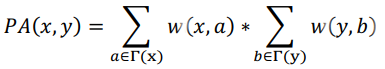 PA(x, y) = ∑_{a∈Γ(x)} w(x, a) * ∑_{b∈Γ(y)} w(y, b)